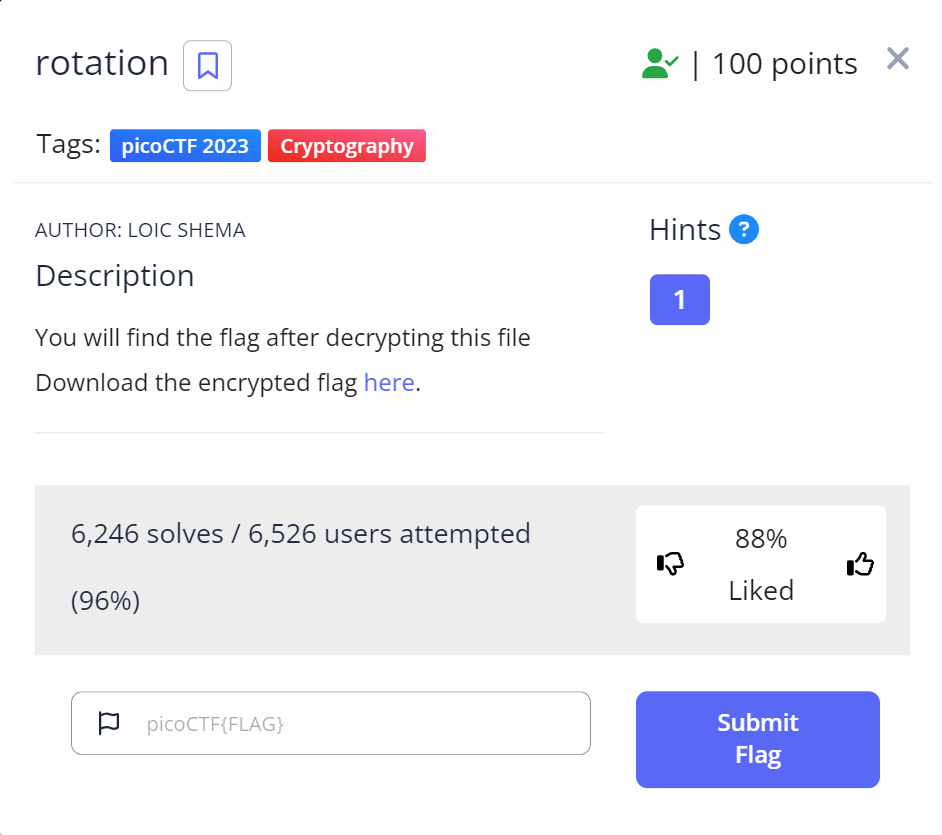 rotation
| 100 points
Tags: picoCTF 2023 Cryptography
AUTHOR: LOIC SHEMA
Description
You will find the flag after decrypting this file
Download the encrypted flag here.
Hints ?
1
6,246 solves / 6,526 users attempted
(96%)
88%
Liked
picoCTF{FLAG}
Submit
Flag